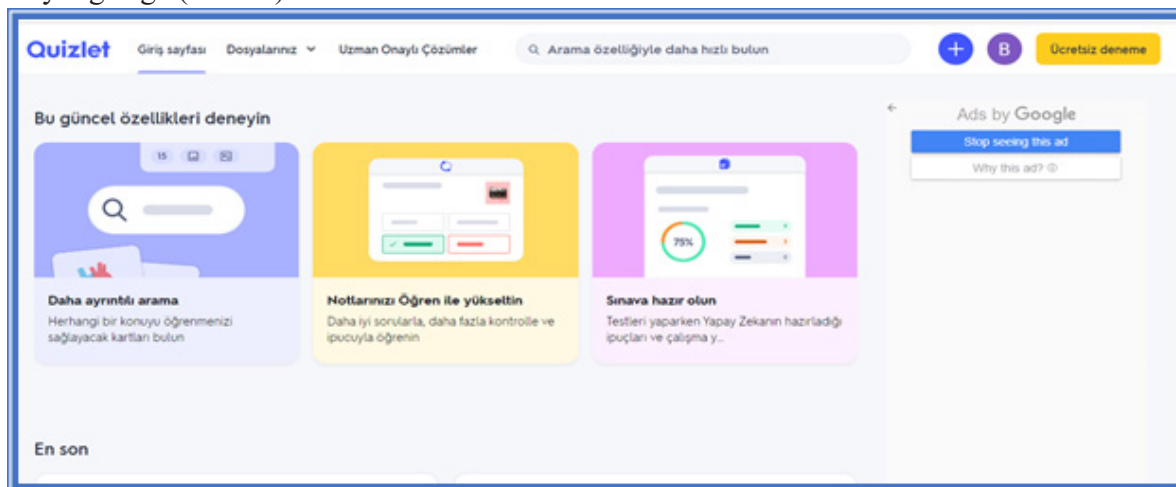 Quizlet
Giriş sayfası
Dosyalarınız
Uzman Onaylı Çözümler
Arama özelliğiyle daha hızlı bulun
+
B
Ücretsiz deneme
Bu güncel özellikleri deneyin
Ads by Google
Stop seeing this ad
Why this ad?
15
75%
Daha ayrıntılı arama
Herhangi bir konuyu öğrenmenizi
sağlayacak kartları bulun
Notlarınızı Öğren ile yükseltin
Daha iyi sorularla, daha fazla kontrolle ve
ipucuyla öğrenin
Sınava hazır olun
Testleri yaparken Yapay Zekanın hazırladığı
ipuçları ve çalışma y...
En son